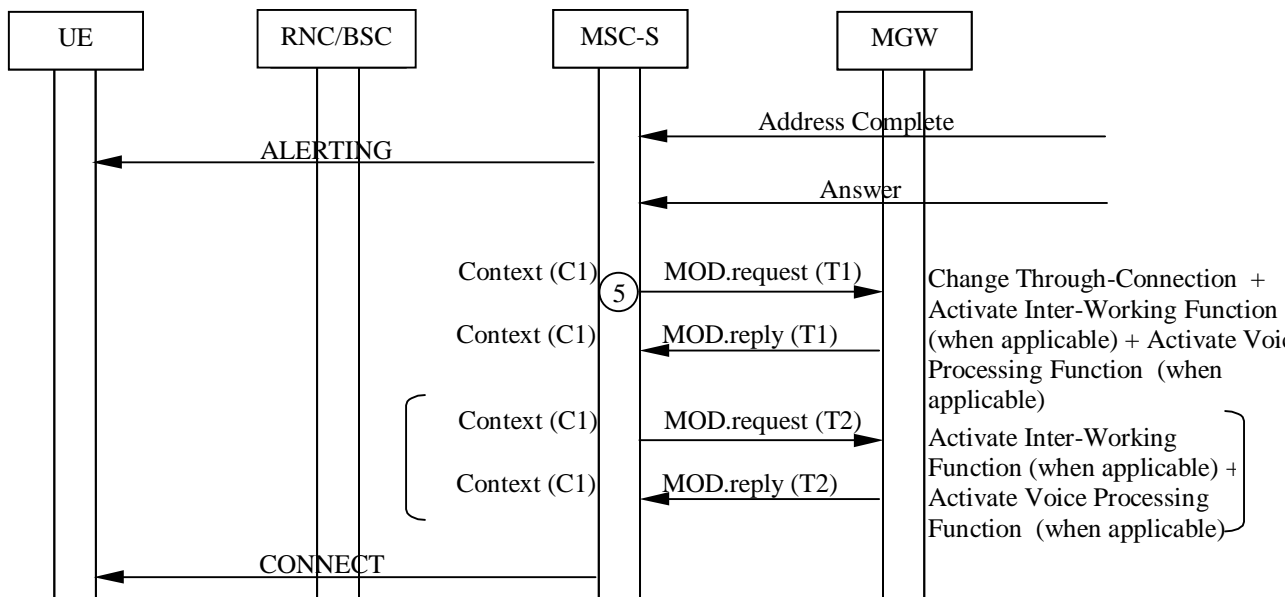 UE
RNC/BSC
MSC-S
MGW
Address Complete
ALERTING
Answer
Context (C1)
5
MOD.request (T1)
Change Through-Connection +
Activate Inter-Working Function
(when applicable) + Activate Voic
Processing Function (when
applicable)
Context (C1)
MOD.reply (T1)
Context (C1)
MOD.request (T2)
Activate Inter-Working
Function (when applicable) +
Activate Voice Processing
Function (when applicable)
Context (C1)
MOD.reply (T2)
CONNECT